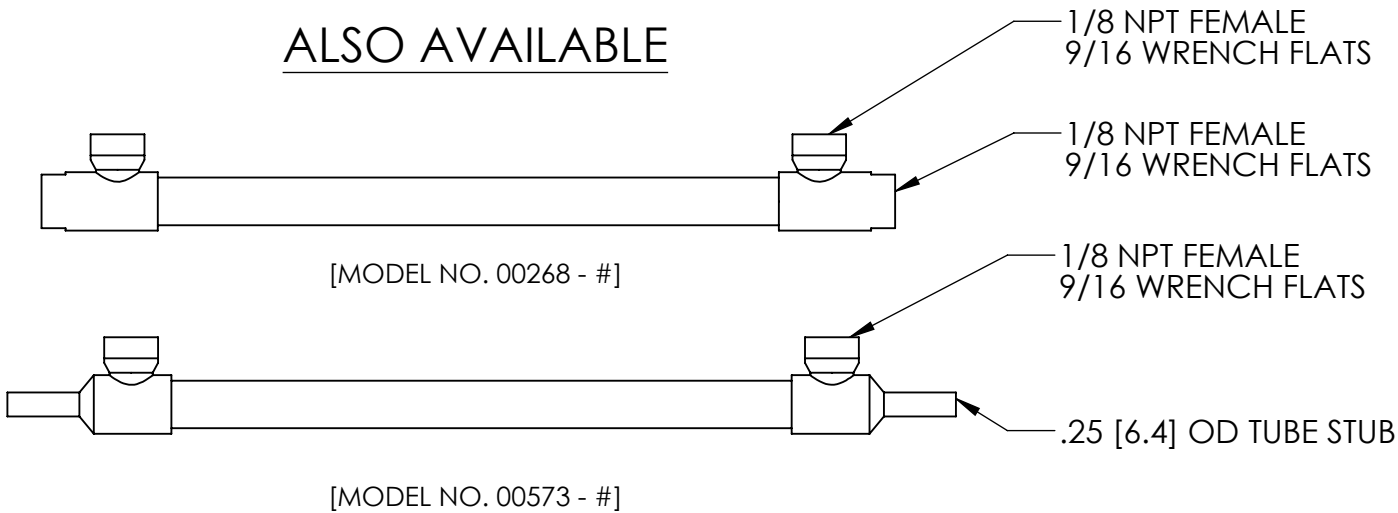 ALSO AVAILABLE
1/8 NPT FEMALE
9/16 WRENCH FLATS
1/8 NPT FEMALE
9/16 WRENCH FLATS
[MODEL NO. 00268 - #]
1/8 NPT FEMALE
9/16 WRENCH FLATS
.25 [6.4] OD TUBE STUB
[MODEL NO. 00573 - #]